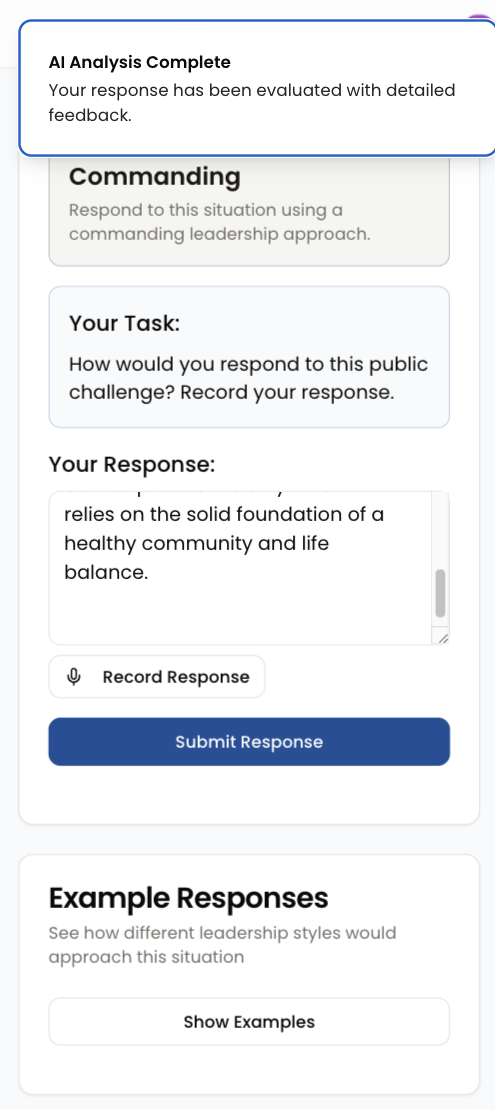 AI Analysis Complete
Your response has been evaluated with detailed
feedback.
Commanding
Respond to this situation using a
commanding leadership approach.
Your Task:
How would you respond to this public
challenge? Record your response.
Your Response:
relies on the solid foundation of a
healthy community and life
balance.
Record Response
Submit Response
Example Responses
See how different leadership styles would
approach this situation
Show Examples